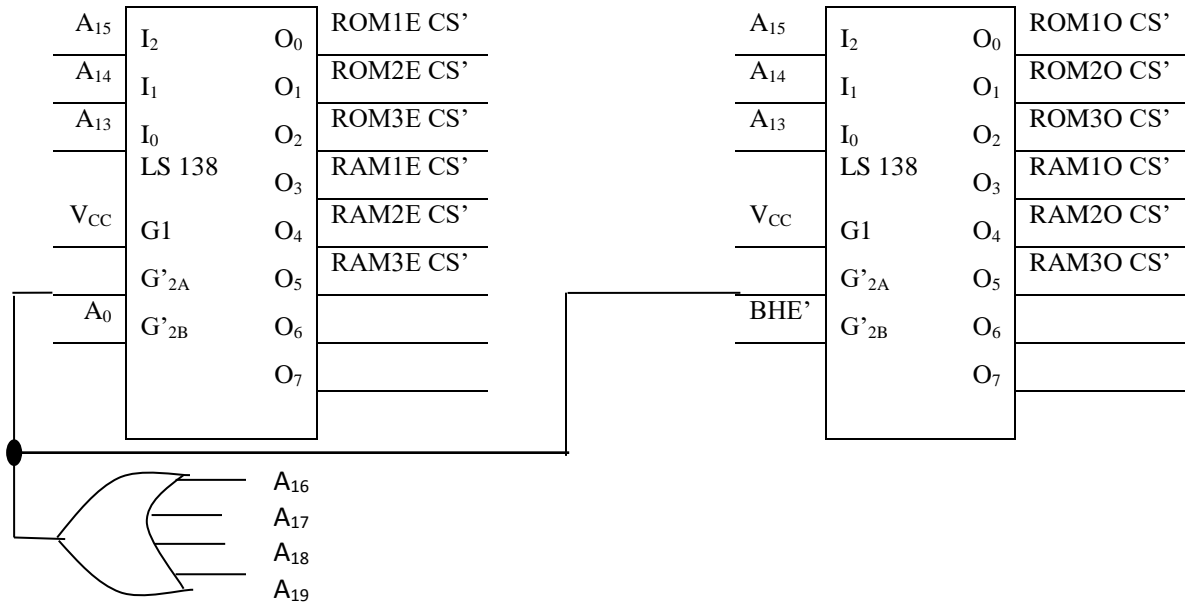 A₁₅ I₂ O₀ ROM1E CS’
A₁₄ I₁ O₁ ROM2E CS’
A₁₃ I₀ O₂ ROM3E CS’
LS 138 O₃ RAM1E CS’
V_CC G1 O₄ RAM2E CS’
G’₂A O₅ RAM3E CS’
A₀ G’₂B O₆
O₇
A₁₅ I₂ O₀ ROM1O CS’
A₁₄ I₁ O₁ ROM2O CS’
A₁₃ I₀ O₂ ROM3O CS’
LS 138 O₃ RAM1O CS’
V_CC G1 O₄ RAM2O CS’
G’₂A O₅ RAM3O CS’
BHE’ G’₂B O₆
O₇
A₁₆
A₁₇
A₁₈
A₁₉